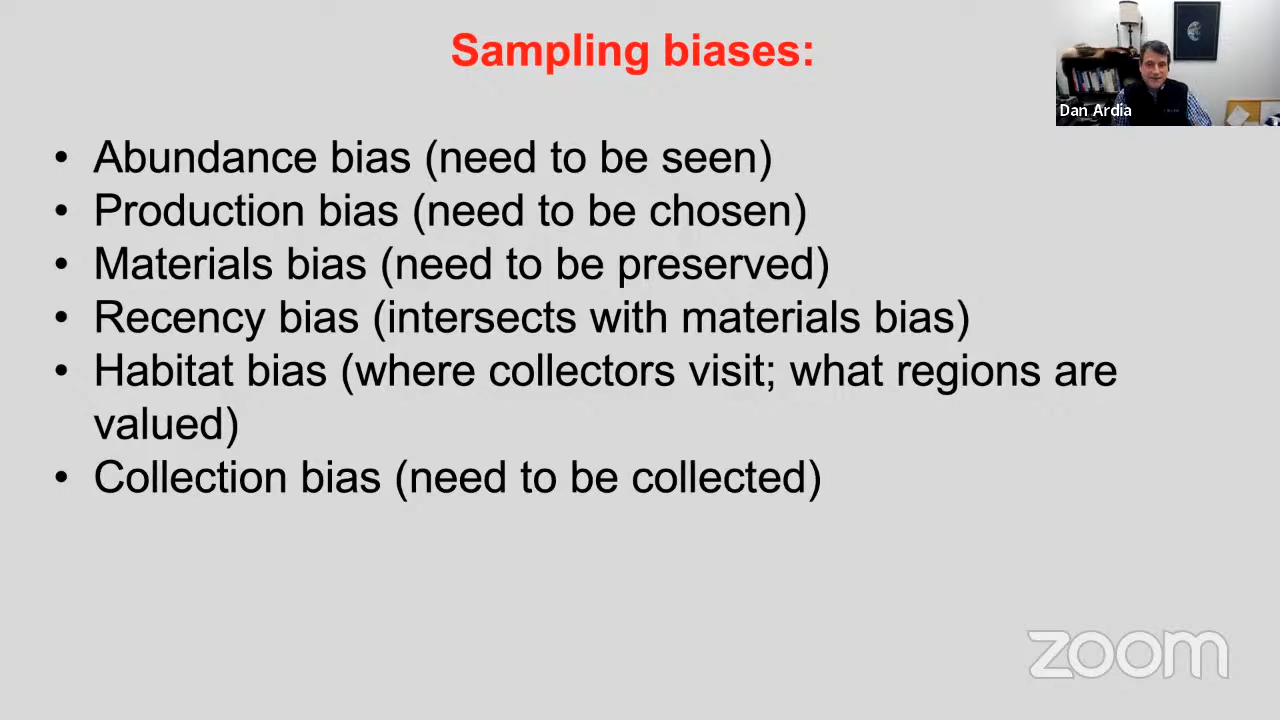 Sampling biases:
Dan Ardia
• Abundance bias (need to be seen)
• Production bias (need to be chosen)
• Materials bias (need to be preserved)
• Recency bias (intersects with materials bias)
• Habitat bias (where collectors visit; what regions are
valued)
• Collection bias (need to be collected)
zoom